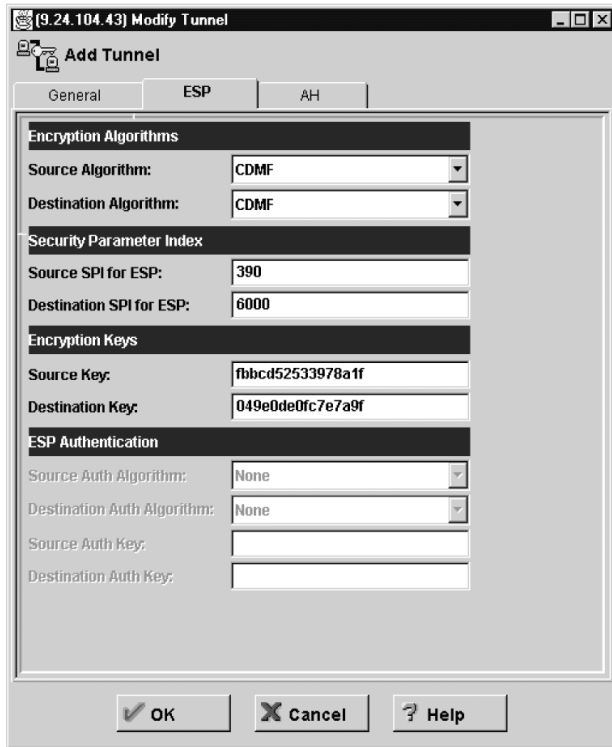 (9.24.104.43) Modify Tunnel
Add Tunnel
General ESP AH
Encryption Algorithms
Source Algorithm: CDMF
Destination Algorithm: CDMF
Security Parameter Index
Source SPI for ESP: 390
Destination SPI for ESP: 6000
Encryption Keys
Source Key: fbbcd52533978a1f
Destination Key: 049e0de0fc7e7a9f
ESP Authentication
Source Auth Algorithm: None
Destination Auth Algorithm: None
Source Auth Key:
Destination Auth Key:
OK Cancel ? Help